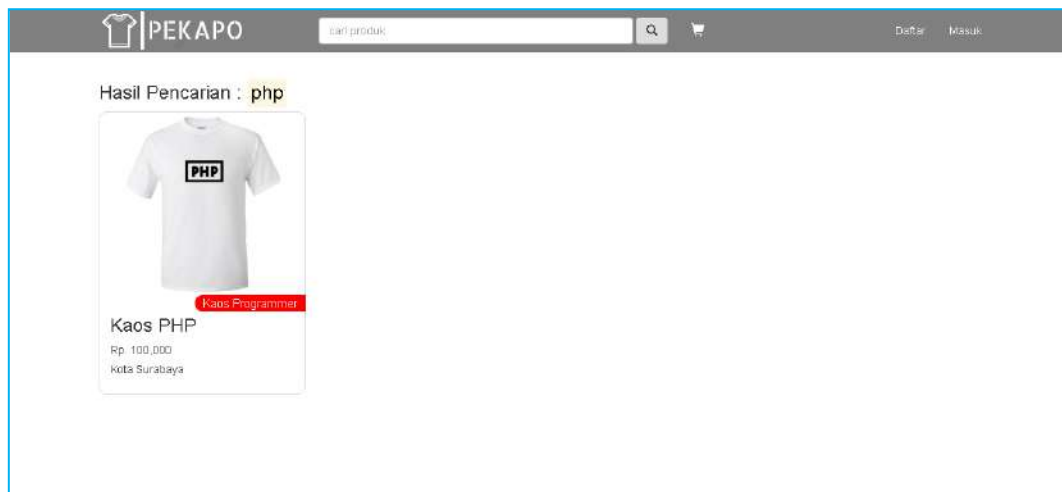 PEKAPO
cari produk
Daftar Masuk
Hasil Pencarian : php
PHP
Kaos Programmer
Kaos PHP
Rp. 100,000
Kota Surabaya